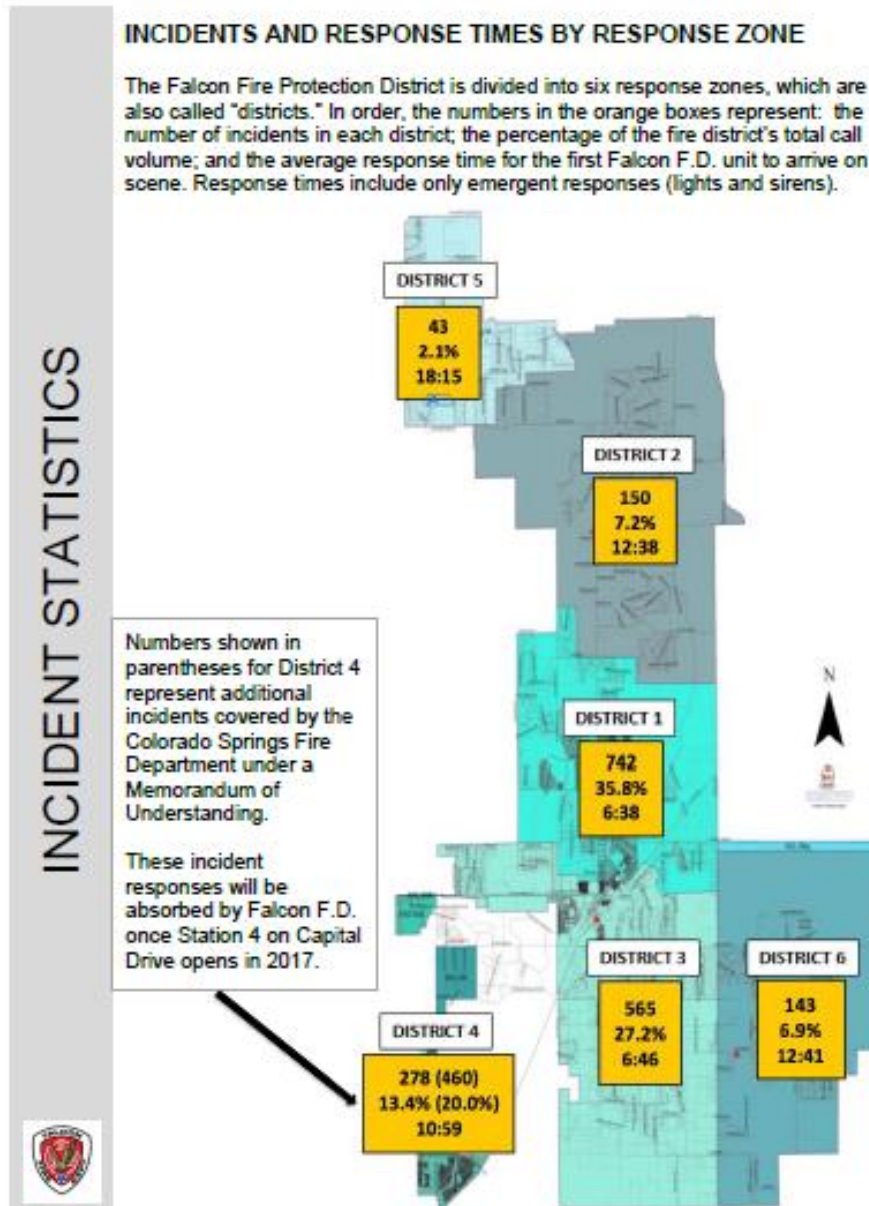 INCIDENTS AND RESPONSE TIMES BY RESPONSE ZONE
The Falcon Fire Protection District is divided into six response zones, which are
also called "districts." In order, the numbers in the orange boxes represent: the
number of incidents in each district; the percentage of the fire district's total call
volume; and the average response time for the first Falcon F.D. unit to arrive on
scene. Response times include only emergent responses (lights and sirens).
INCIDENT STATISTICS
DISTRICT 5
43
2.1%
18:15
DISTRICT 2
150
7.2%
12:38
Numbers shown in
parentheses for District 4
represent additional
incidents covered by the
Colorado Springs Fire
Department under a
Memorandum of
Understanding.
These incident
responses will be
absorbed by Falcon F.D.
once Station 4 on Capital
Drive opens in 2017.
N
DISTRICT 1
742
35.8%
6:38
DISTRICT 3
565
27.2%
6:46
DISTRICT 6
143
6.9%
12:41
DISTRICT 4
278 (460)
13.4% (20.0%)
10:59